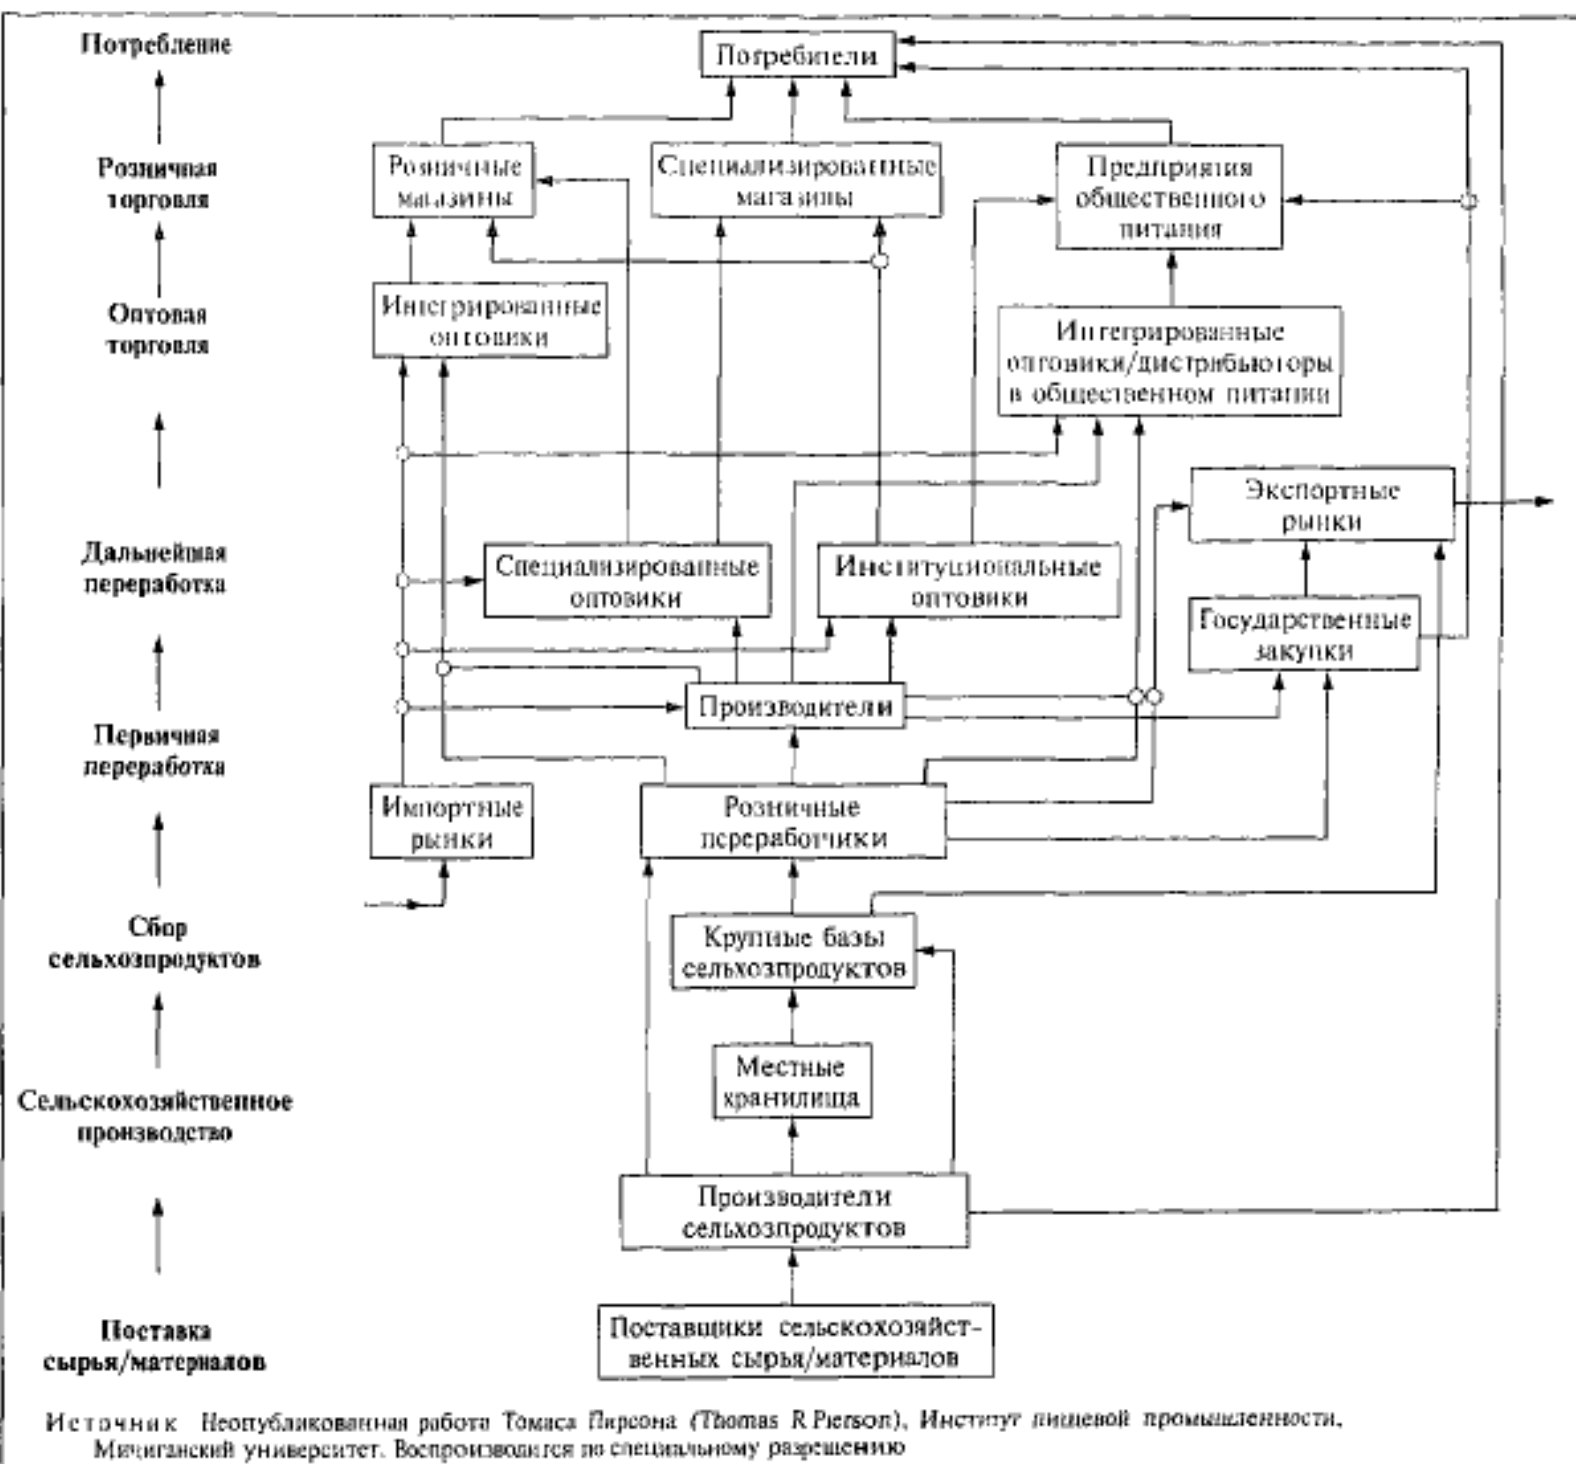 Потребление
Розничная
торговля
Оптовая
торговля
Дальнейшая
переработка
Первичная
переработка
Сбор
сельхозпродуктов
Сельскохозяйственное
производство
Поставка
сырья/материалов
Потребители
Розничные
магазины
Специализированные
магазины
Предприятия
общественного
питания
Интегрированные
оптовики
Интегрированные
оптовики/дистрибьюторы
в общественном питании
Экспортные
рынки
Специализированные
оптовики
Институциональные
оптовики
Государственные
закупки
Производители
Импортные
рынки
Розничные
переработчики
Крупные базы
сельхозпродуктов
Местные
хранилища
Производители
сельхозпродуктов
Поставщики сельскохозяйст-
венных сырья/материалов
Источник Неопубликованная работа Томаса Пирсона (Thomas R Pierson), Институт пищевой промышленности,
Мичиганский университет. Воспроизводится по специальному разрешению